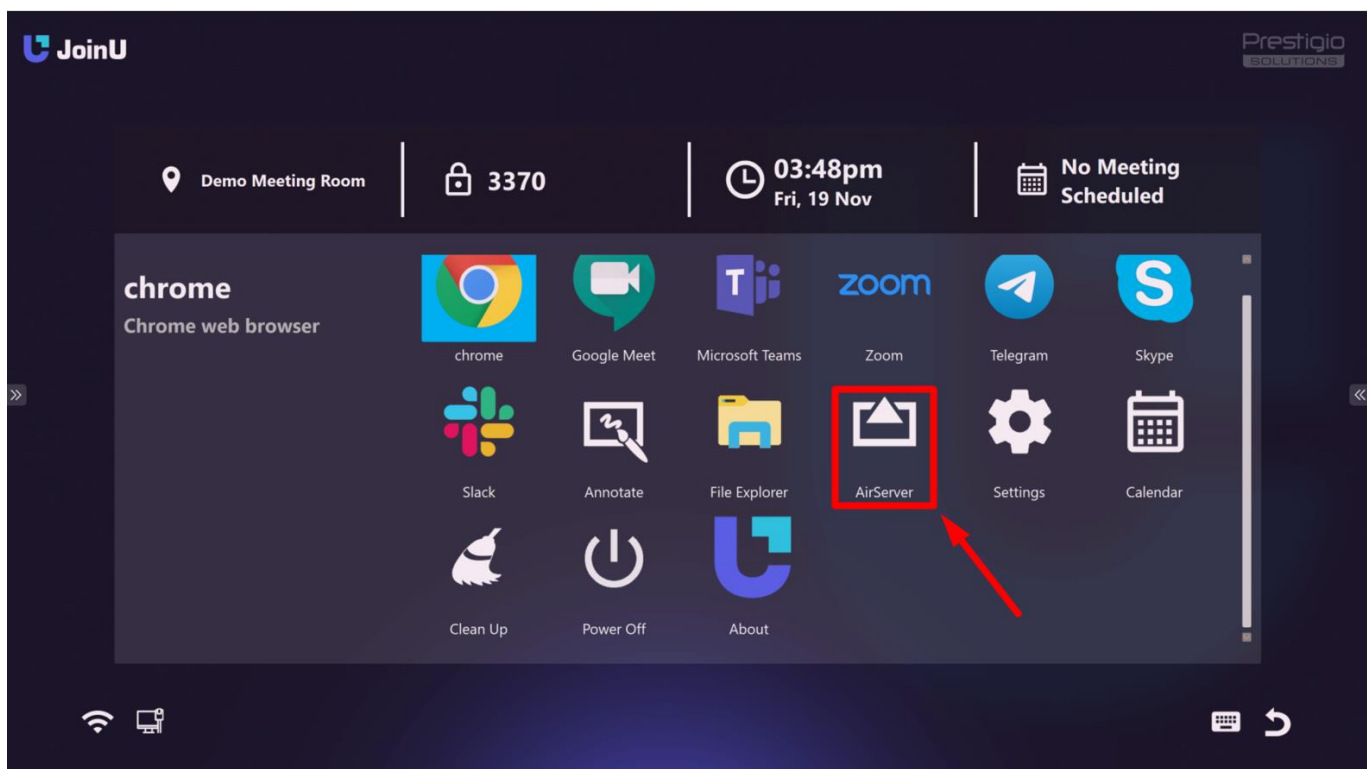 JoinU
Prestigio
SOLUTIONS
Demo Meeting Room
3370
03:48pm
Fri, 19 Nov
No Meeting
Scheduled
chrome
Chrome web browser
T
zoom
S
chrome
Google Meet
Microsoft Teams
Zoom
Telegram
Skype
Slack
Annotate
File Explorer
AirServer
Settings
Calendar
Clean Up
Power Off
About